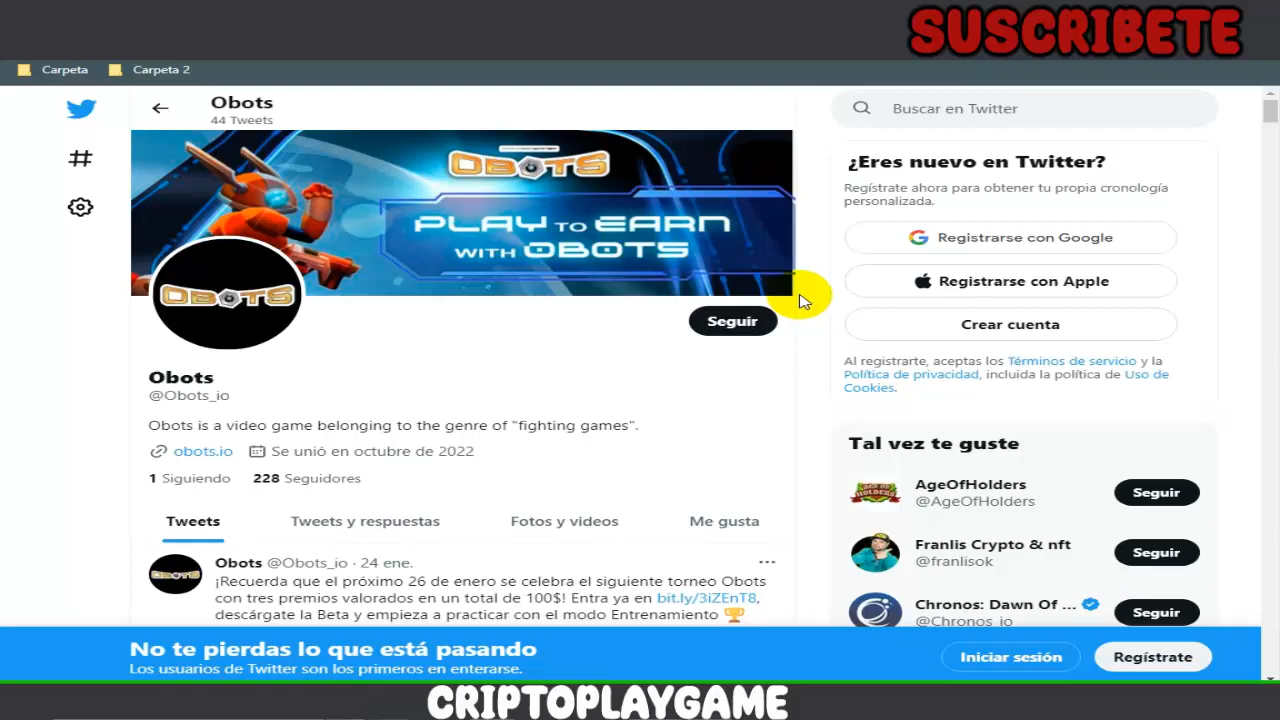 SUSCRIBETE
Carpeta
Carpeta 2
Obots
44 Tweets
OBOTS
PLAY TO EARN
WITH OBOTS
OBOTS
Seguir
Obots
@Obots_io
Obots is a video game belonging to the genre of "fighting games".
obots.io Se unió en octubre de 2022
1 Siguiendo 228 Seguidores
Tweets Tweets y respuestas Fotos y videos Me gusta
OBOTS
Obots @Obots_io · 24 ene.
¡Recuerda que el próximo 26 de enero se celebra el siguiente torneo Obots
con tres premios valorados en un total de 100$! Entra ya en bit.ly/3iZEnT8,
descárgate la Beta y empieza a practicar con el modo Entrenamiento 🏆
Buscar en Twitter
¿Eres nuevo en Twitter?
Regístrate ahora para obtener tu propia cronología
personalizada.
Registrarse con Google
Registrarse con Apple
Crear cuenta
Al registrarte, aceptas los Términos de servicio y la
Política de privacidad, incluida la política de Uso de
Cookies.
Tal vez te guste
AgeOfHolders
@AgeOfHolders
Seguir
Franlis Crypto & nft
@franlisok
Seguir
Chronos: Dawn Of ...
@Chronos_io
Seguir
No te pierdas lo que está pasando
Los usuarios de Twitter son los primeros en enterarse.
Iniciar sesión
Regístrate
CRIPTOPLAYGAME